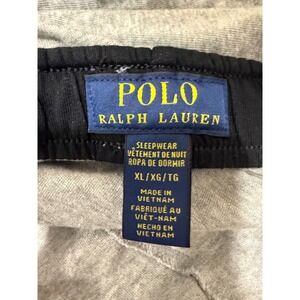 POLO
RALPH LAUREN
SLEEPWEAR
VÊTEMENT DE NUIT
ROPA DE DORMIR
XL/XG/TG
MADE IN
VIETNAM
FABRIQUÉ AU
VIÊT-NAM
HECHO EN
VIETNAM